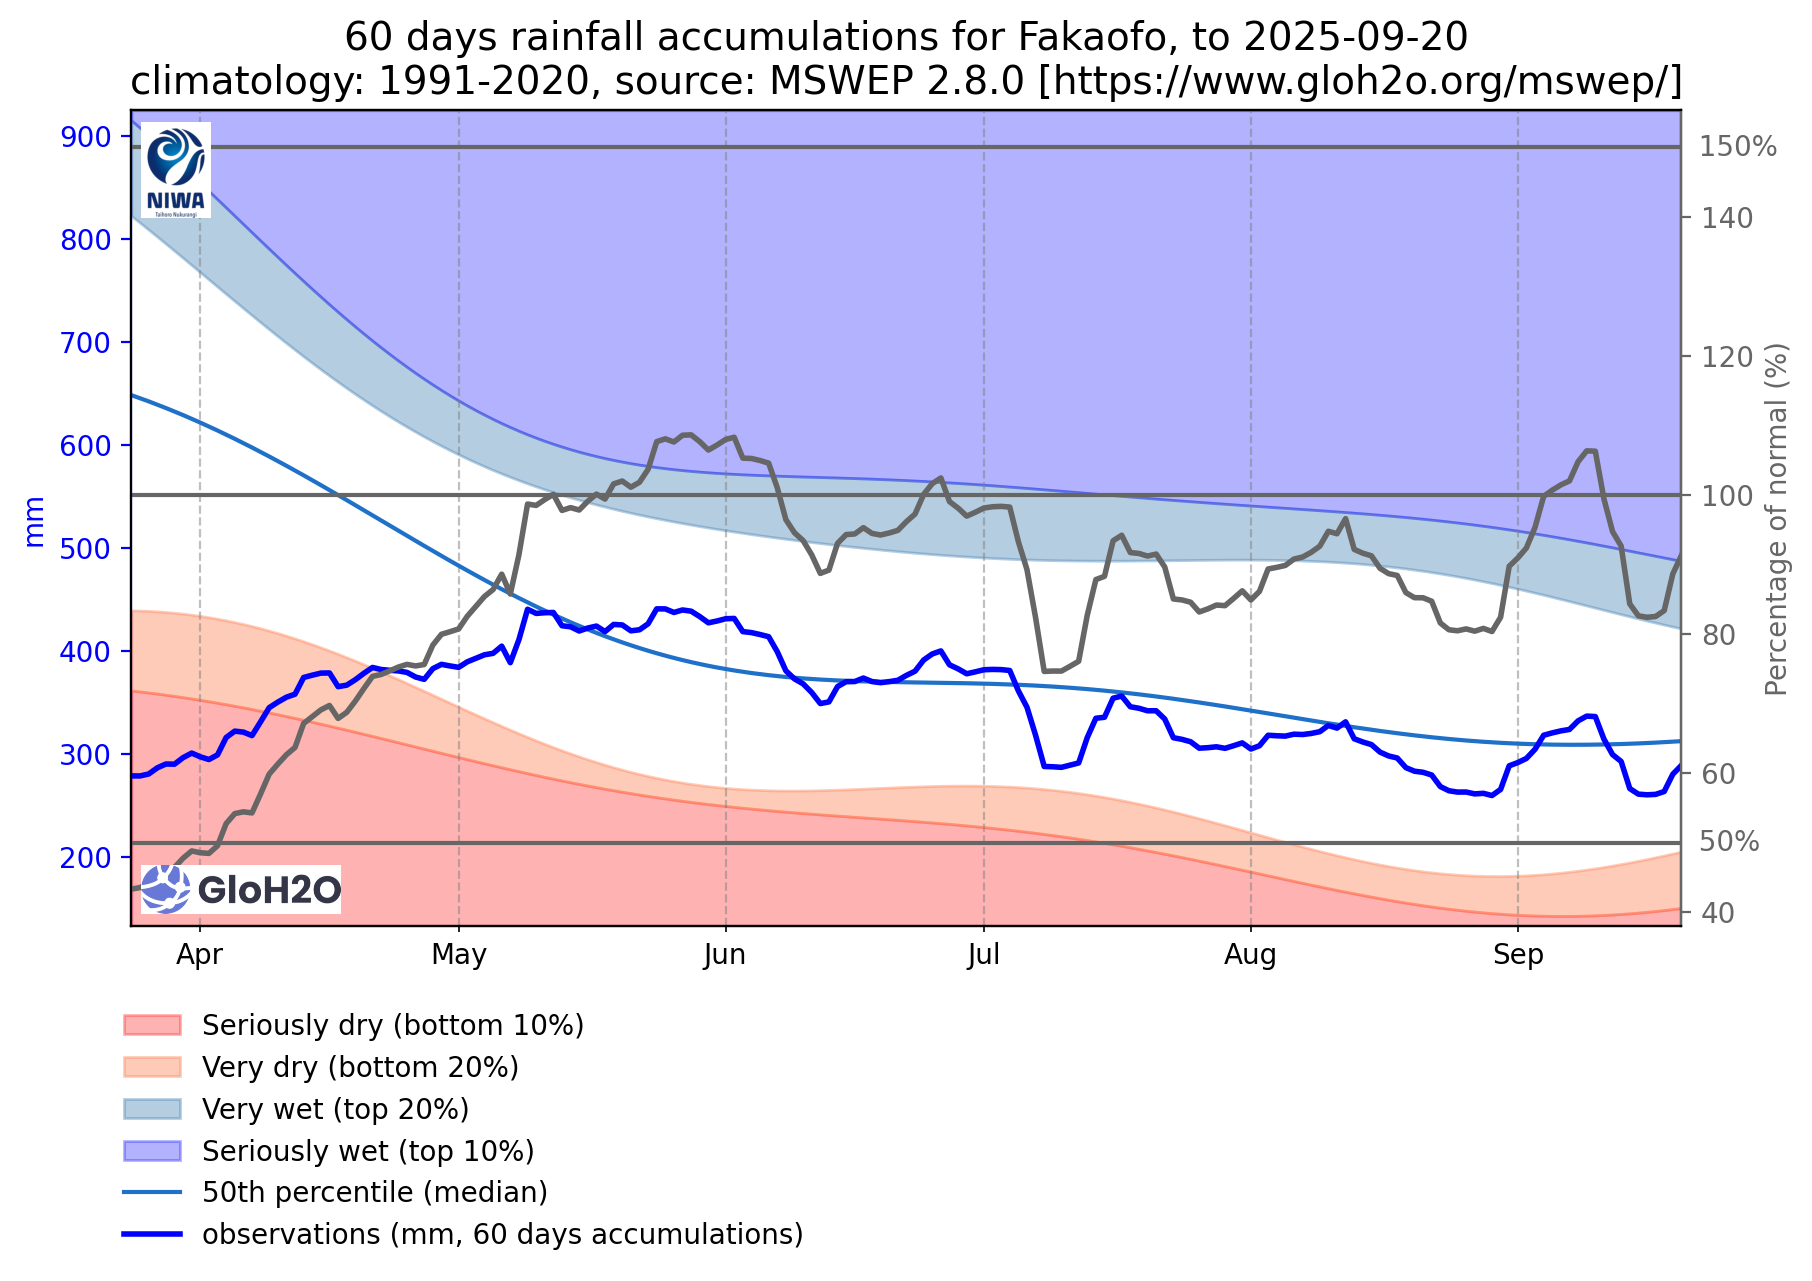 60 days rainfall accumulations for Fakaofo, to 2025-09-20
climatology: 1991-2020, source: MSWEP 2.8.0 [https://www.gloh2o.org/mswep/]
900
800
700
600
500
400
300
200
mm
NIWA
Taihoro Nukurangi
GloH2O
150%
140
120
100
80
60
50%
40
Percentage of normal (%)
Apr
May
Jun
Jul
Aug
Sep
Seriously dry (bottom 10%)
Very dry (bottom 20%)
Very wet (top 20%)
Seriously wet (top 10%)
50th percentile (median)
observations (mm, 60 days accumulations)